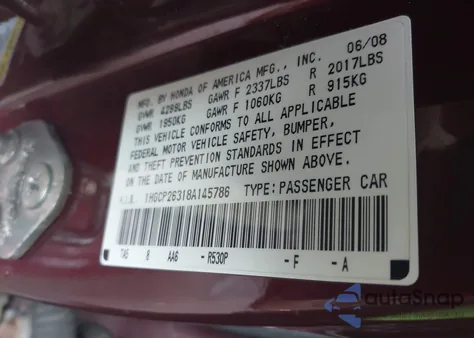 MFD. BY HONDA OF AMERICA MFG., INC. 06/08
GVWR 4299LBS GAWR F 2337LBS R 2017LBS
GVWR 1950KG GAWR F 1060KG R 915KG
THIS VEHICLE CONFORMS TO ALL APPLICABLE
FEDERAL MOTOR VEHICLE SAFETY, BUMPER,
AND THEFT PREVENTION STANDARDS IN EFFECT
ON THE DATE OF MANUFACTURE SHOWN ABOVE.
V.I.N. 1HGCP26318A145786 TYPE: PASSENGER CAR
TA5 0 AA6 - R530P - F - A
autoSnap